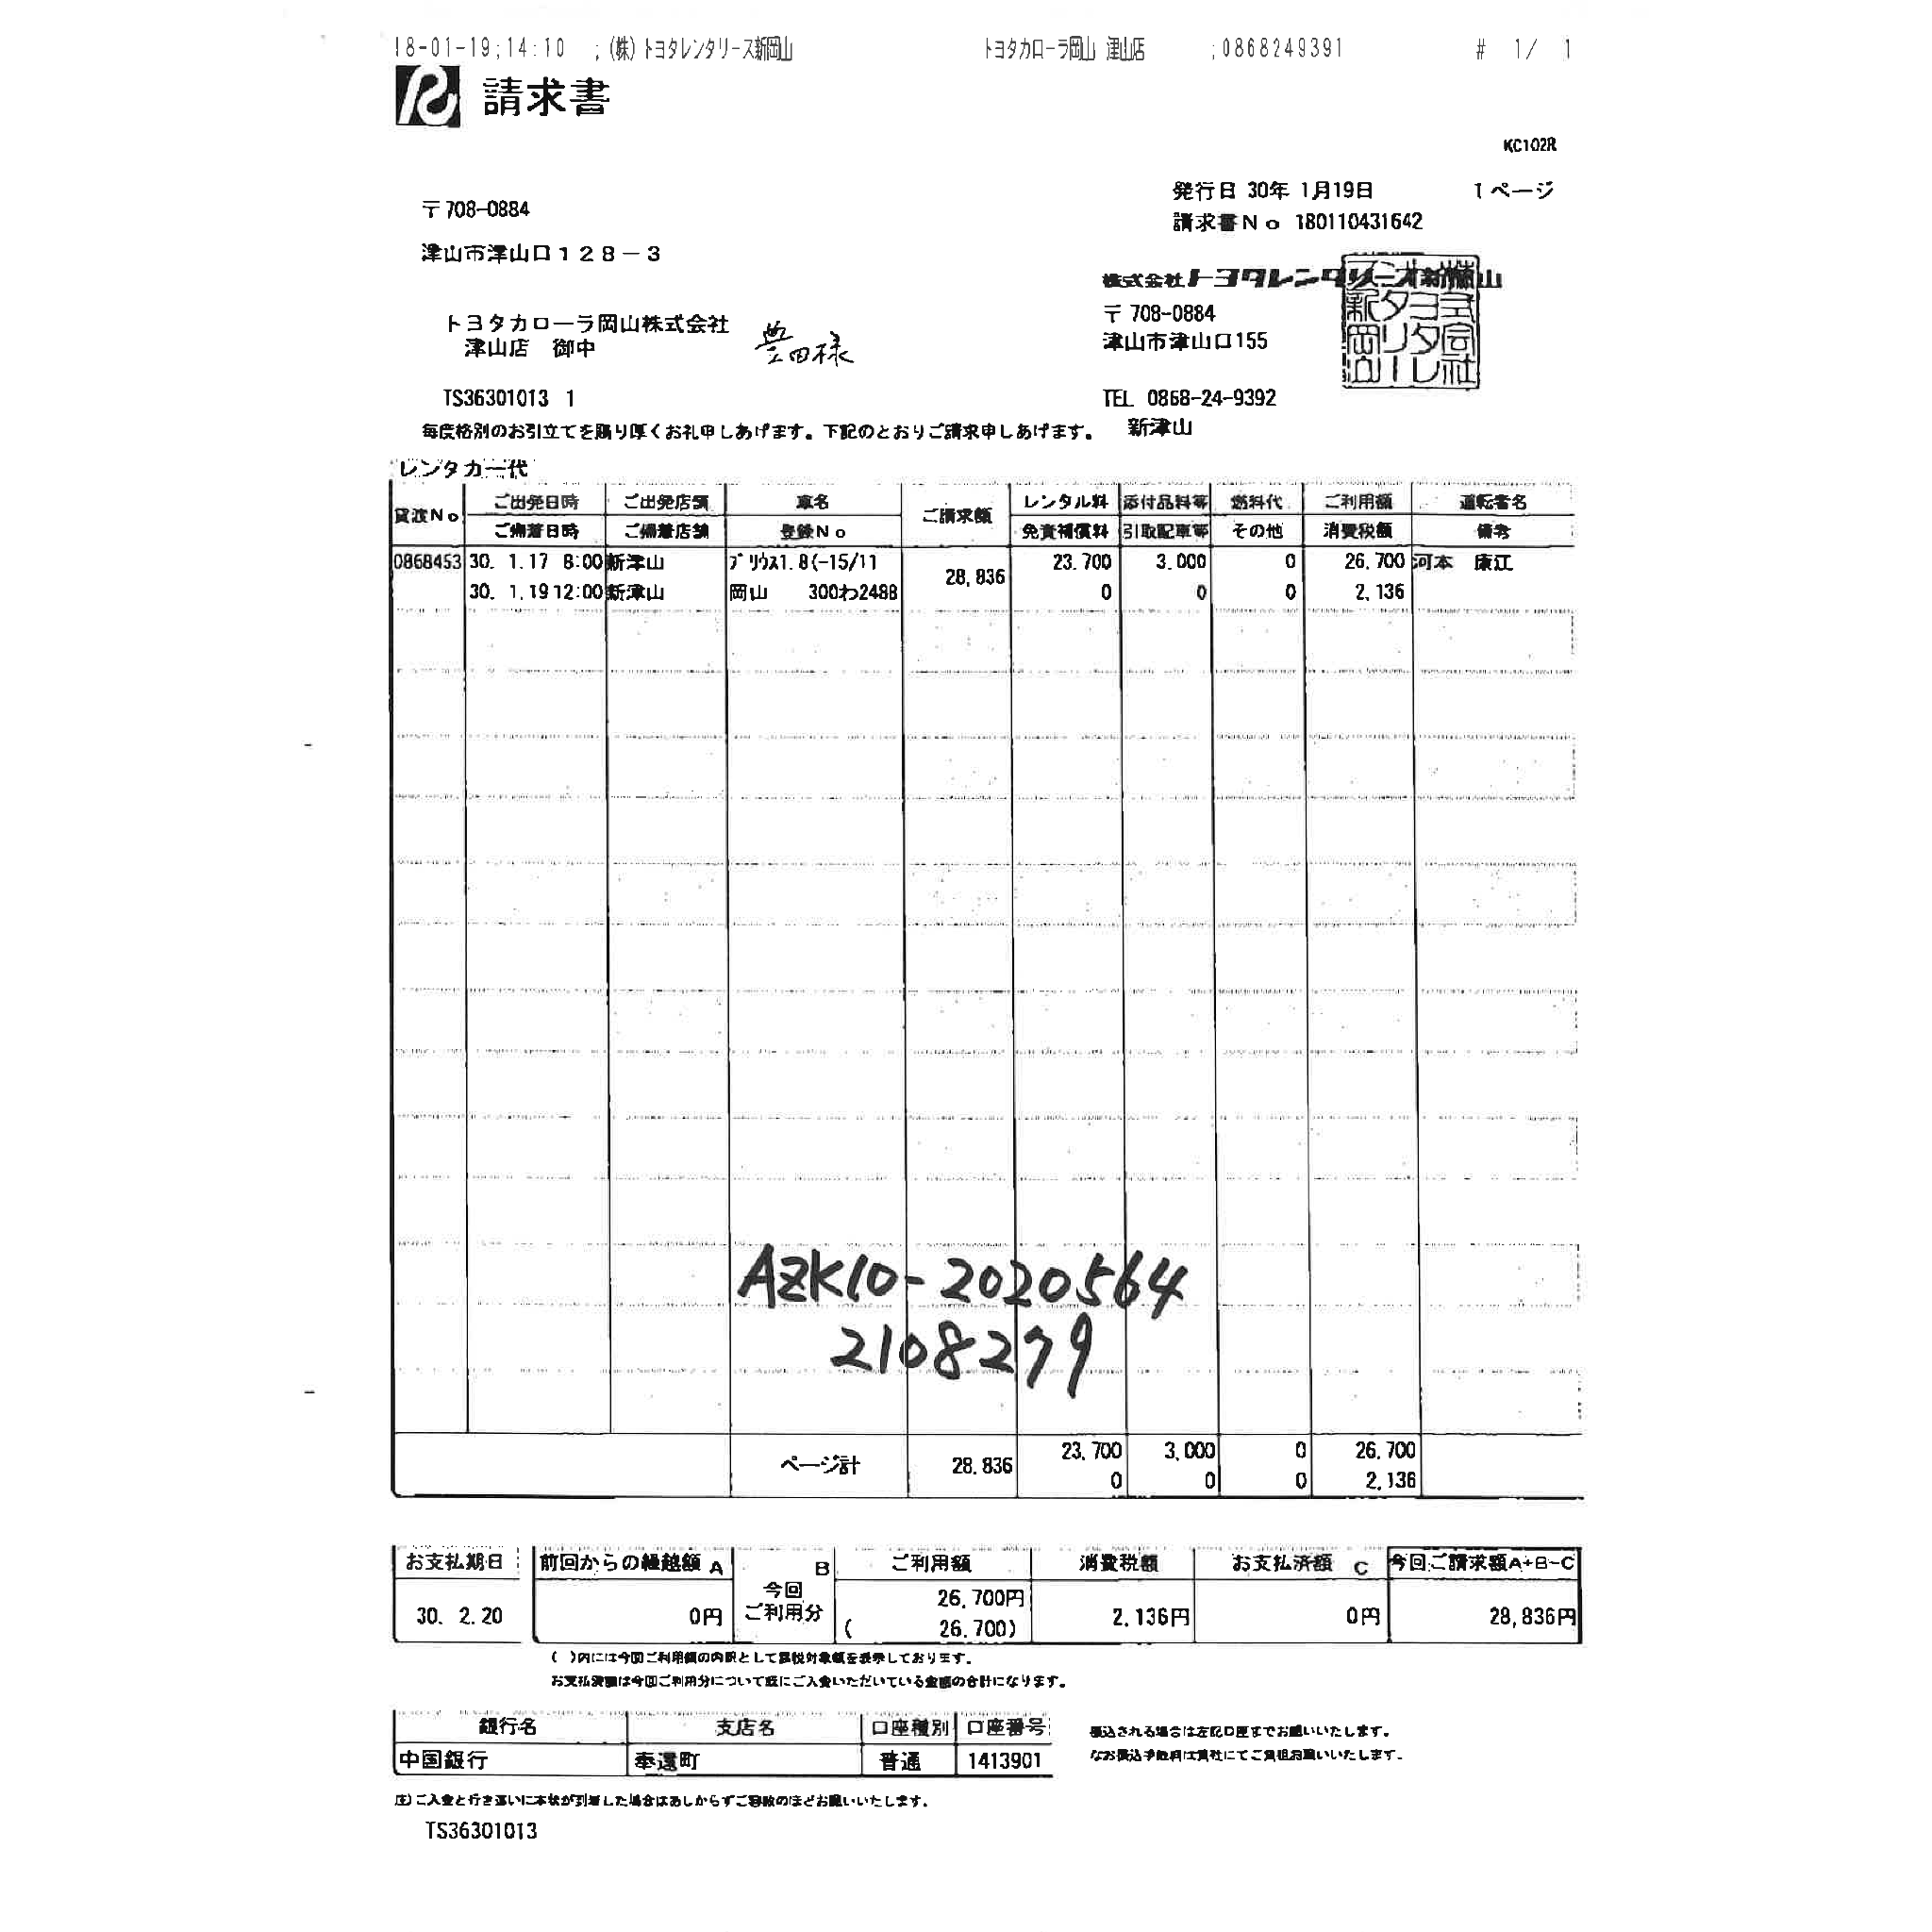 18-01-19;14:10 ;(株)トヨタレンタリース新岡山 トヨタカローラ岡山 津山店 ;0868249391 # 1/ 1
請求書
KC102R
発行日 30年 1月19日 1 ページ
請求書No 180110431642
〒708-0884
津山市津山口128-3
株式会社トヨタレンタリース新岡山
〒 708-0884
津山市津山口155
トヨタカローラ岡山株式会社
津山店 御中
豊田様
TS36301013 1
TEL 0868-24-9392
新津山
毎度格別のお引立てを賜り厚くお礼申しあげます。下記のとおりご請求申しあげます。
レンタカー代
貸渡No ご出発日時 ご出発店舗 車名 ご請求額 レンタル料 添付品料等 燃料代 ご利用額 運転者名
ご帰着日時 ご帰着店舗 登録No 免責補償料 引取配車等 その他 消費税額 備考
0868453 30. 1.17 8:00 新津山 プリウス1.8(-15/11 28,836 23,700 3,000 0 26,700 河本 康江
30. 1.19 12:00 新津山 岡山 300わ2488 0 0 0 2,136
AZK10-2020564
2108279
ページ計 28,836 23,700 3,000 0 26,700
0 0 0 2,136
お支払期日 前回からの繰越額 A B 今回ご利用分 ご利用額 消費税額 お支払済額 C 今回ご請求額A+B-C
30. 2.20 0円 26,700円 2,136円 0円 28,836円
( 26,700)
( )内には今回ご利用額の内訳として課税対象額を表示しております。
お支払済額は今回ご利用分について既にご入金いただいている金額の合計になります。
銀行名 支店名 口座種別 口座番号
中国銀行 奉還町 普通 1413901
振込される場合は左記口座までお願いいたします。
なお振込手数料は貴社にてご負担お願いいたします。
注)ご入金と行き違いに本状が到着した場合はあしからずご容赦のほどお願いいたします。
TS36301013